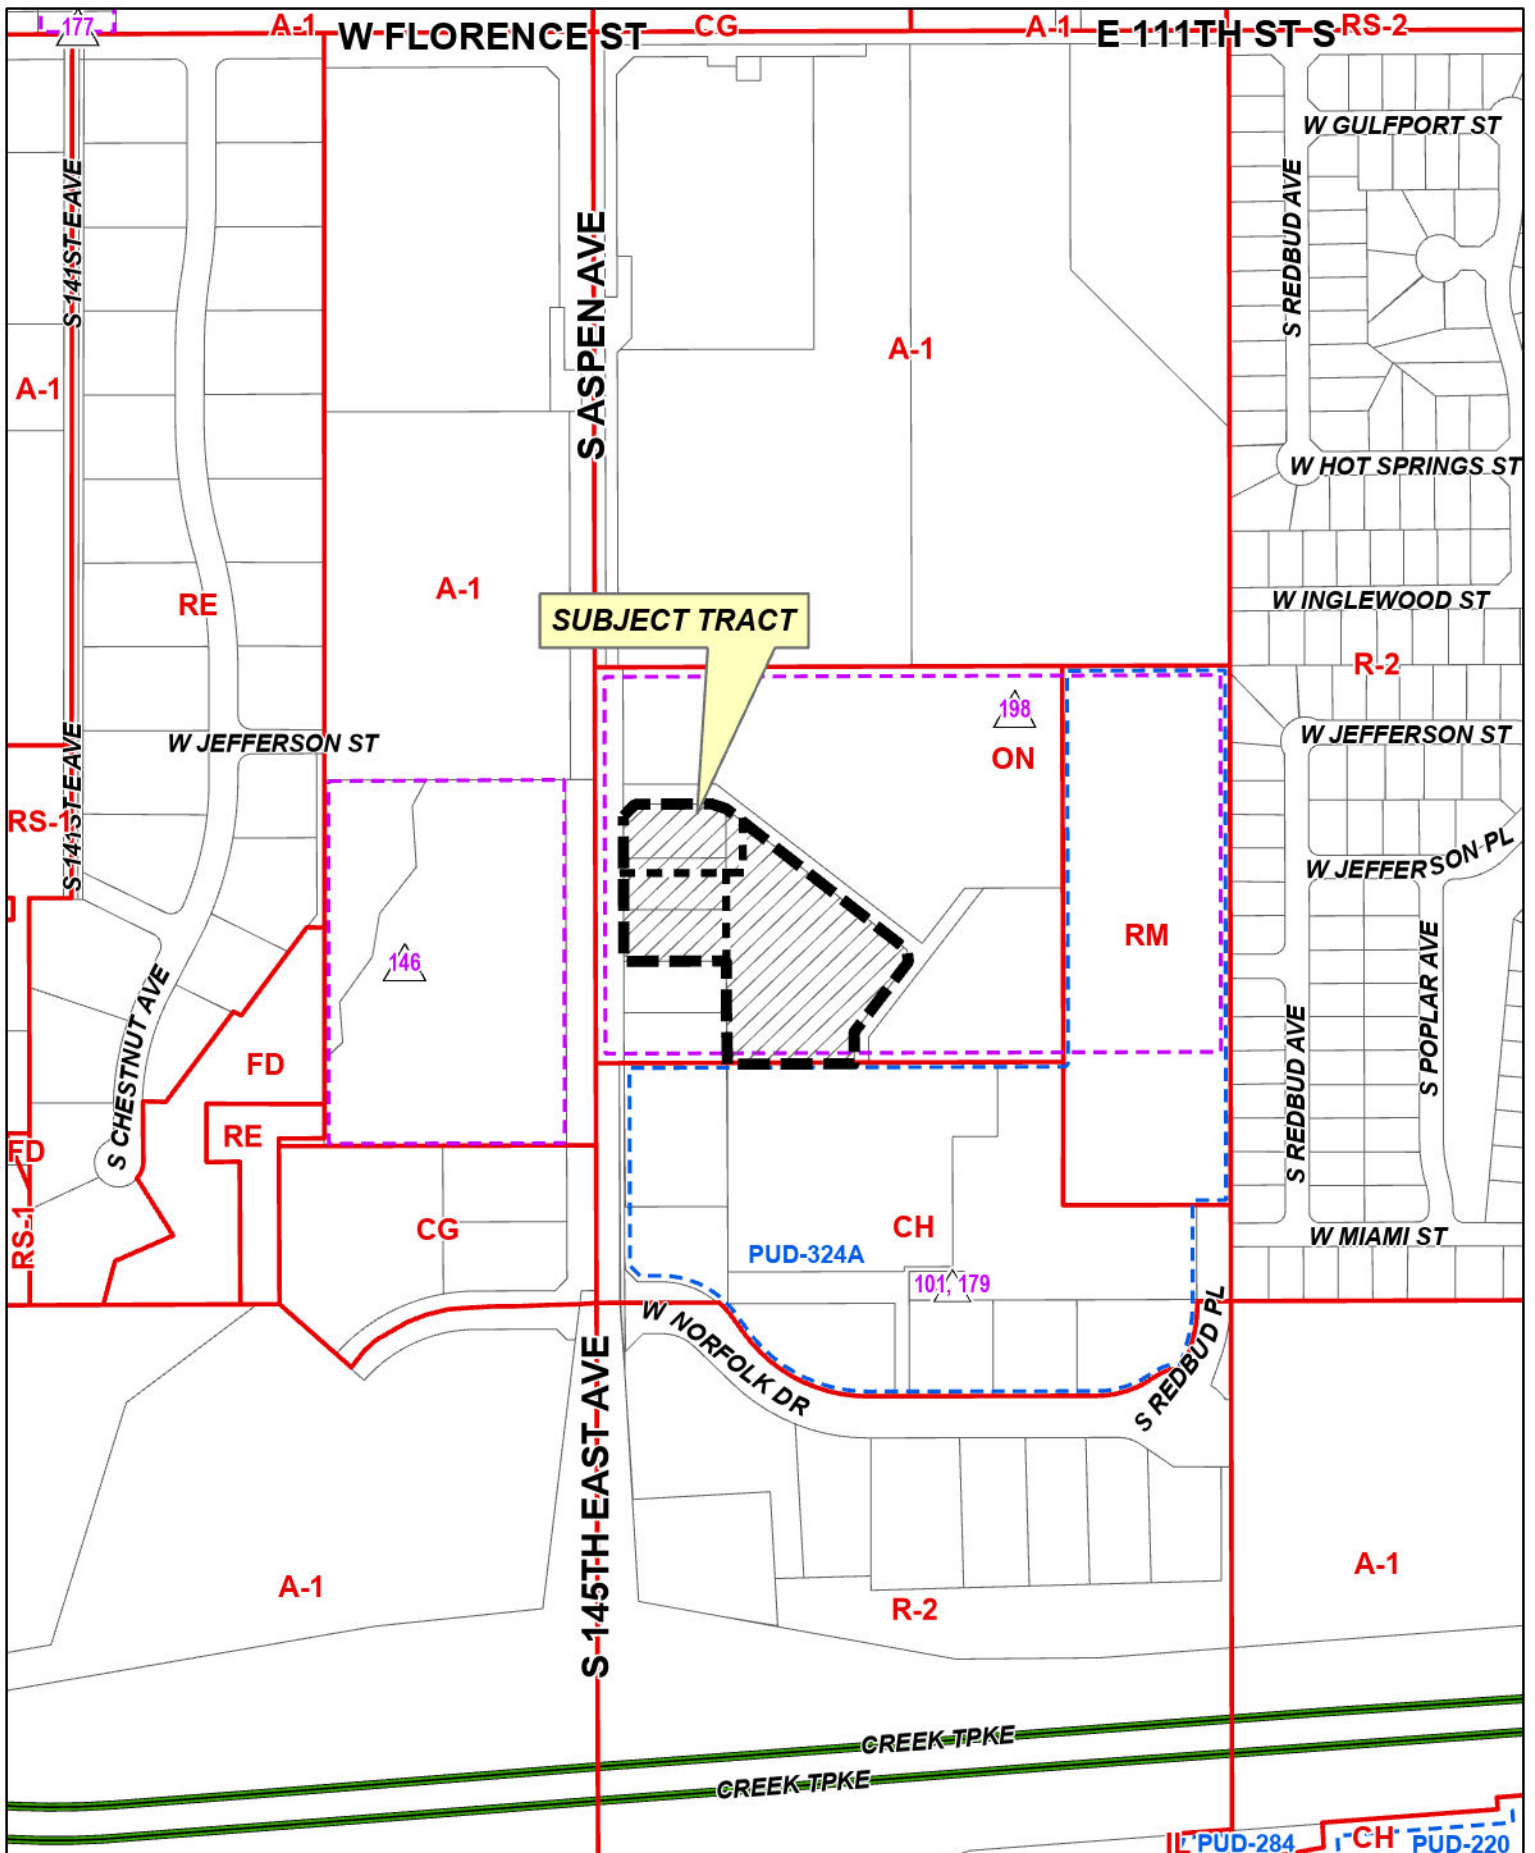 177
A-1
W FLORENCE ST
CG
A-1
E 111TH ST S
RS-2
W GULFPORT ST
S 141ST E AVE
S REDBUD AVE
S ASPEN AVE
A-1
A-1
W HOT SPRINGS ST
RE
A-1
W INGLEWOOD ST
SUBJECT TRACT
R-2
198
W JEFFERSON ST
W JEFFERSON ST
ON
S 141ST E AVE
RS-1
W JEFFERSON PL
RM
146
S CHESTNUT AVE
S POPLAR AVE
FD
S REDBUD AVE
RE
FD
RS-1
CG
CH
W MIAMI ST
PUD-324A
101, 179
W NORFOLK DR
S REDBUD PL
S 145TH EAST AVE
A-1
A-1
R-2
CREEK TPKE
CREEK TPKE
IL
PUD-284
CH
PUD-220